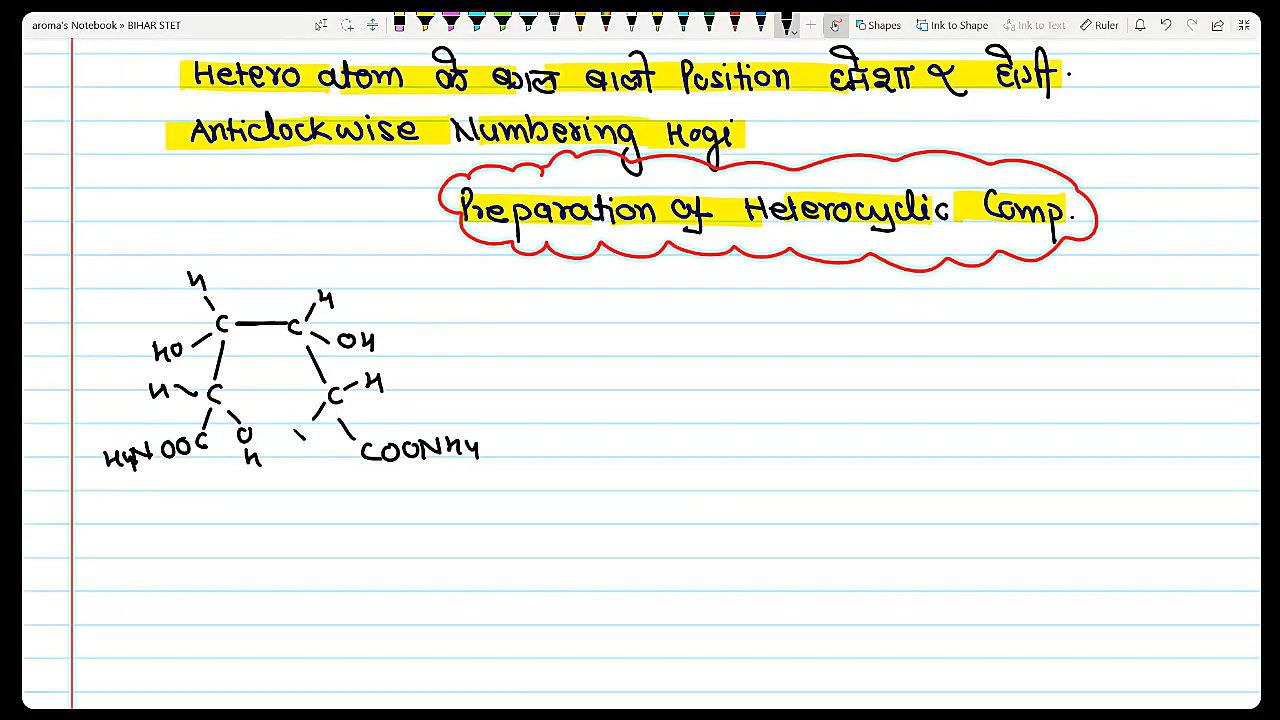 aroma's Notebook » BIHAR STET
Shapes Ink to Shape Ink to Text Ruler
Hetero atom के काल वाली Position हमेशा १ होगी.
Anticlockwise Numbering Hogi
Preparation of Heterocyclic Comp.
H H
C C
HO OH
H C C H
H4NOOC O COONH4
H